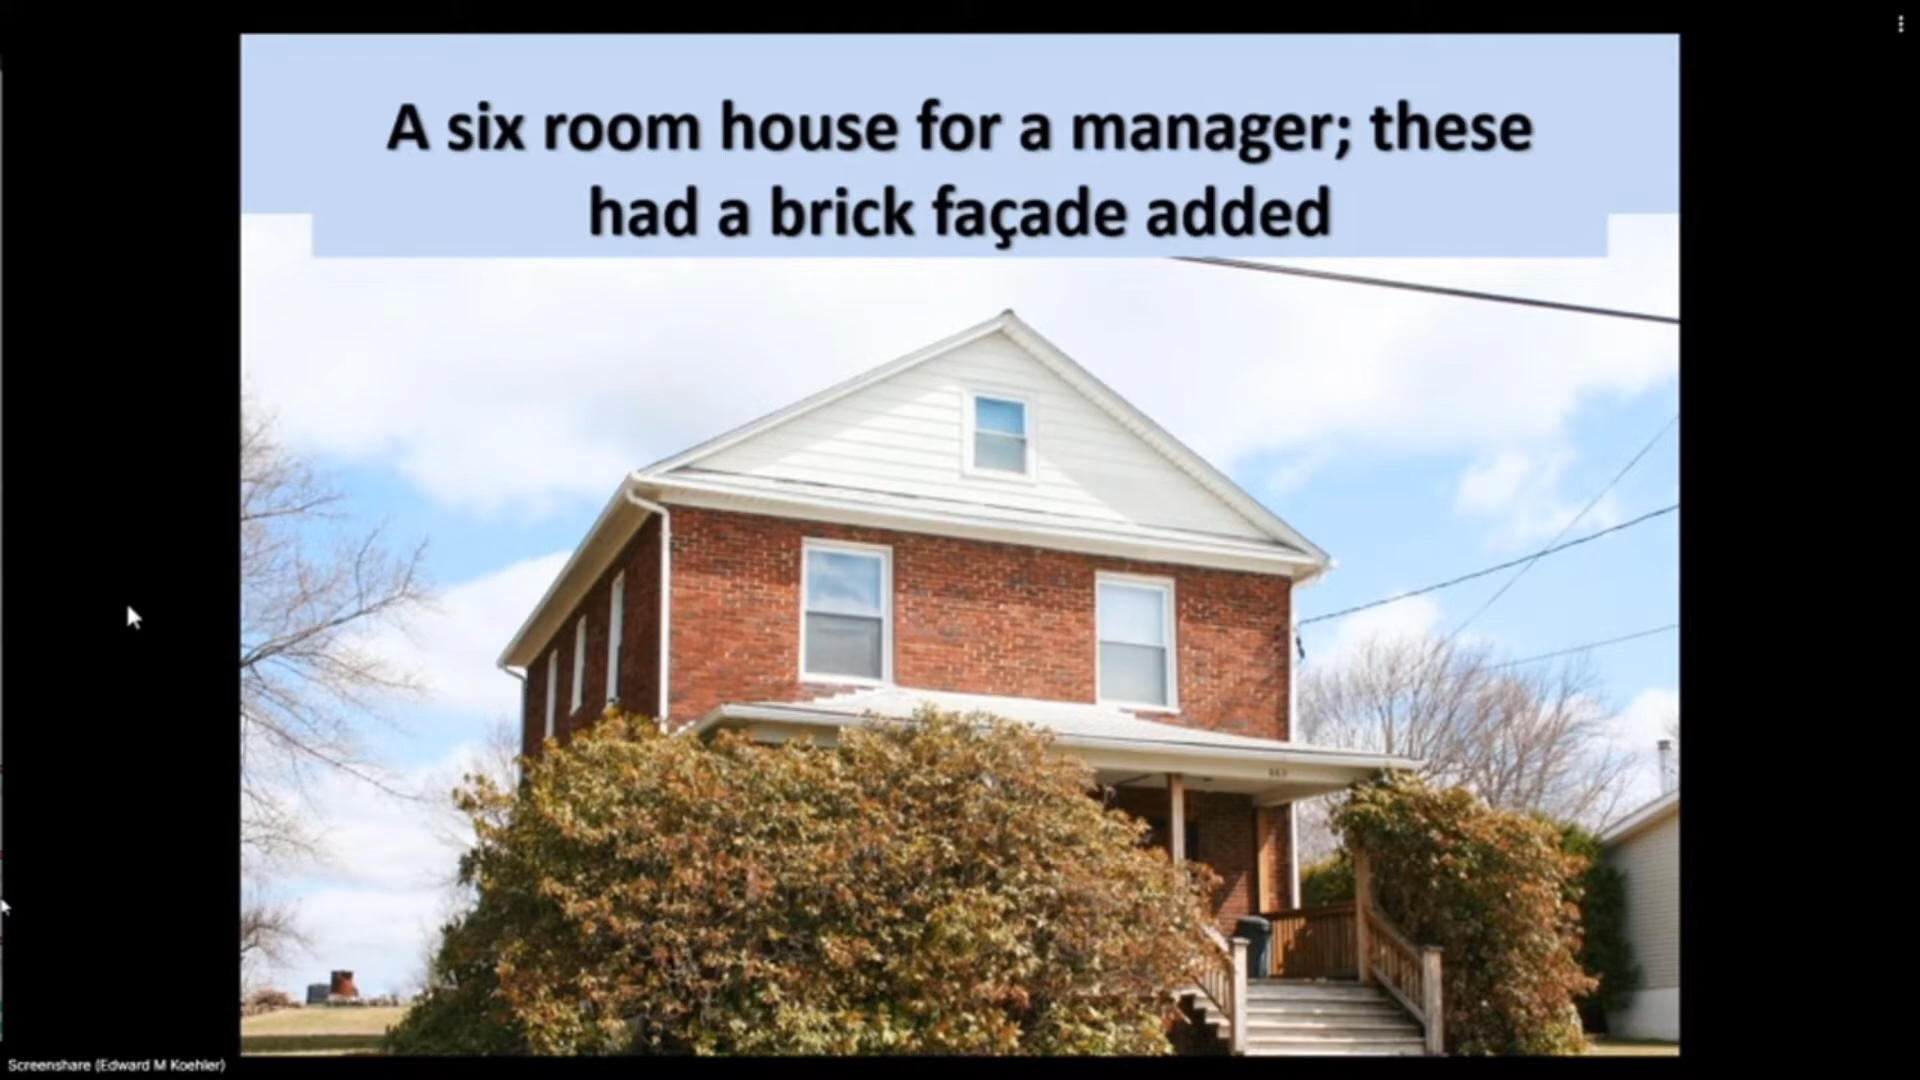 A six room house for a manager; these
had a brick façade added
Screenshare (Edward M Koehler)